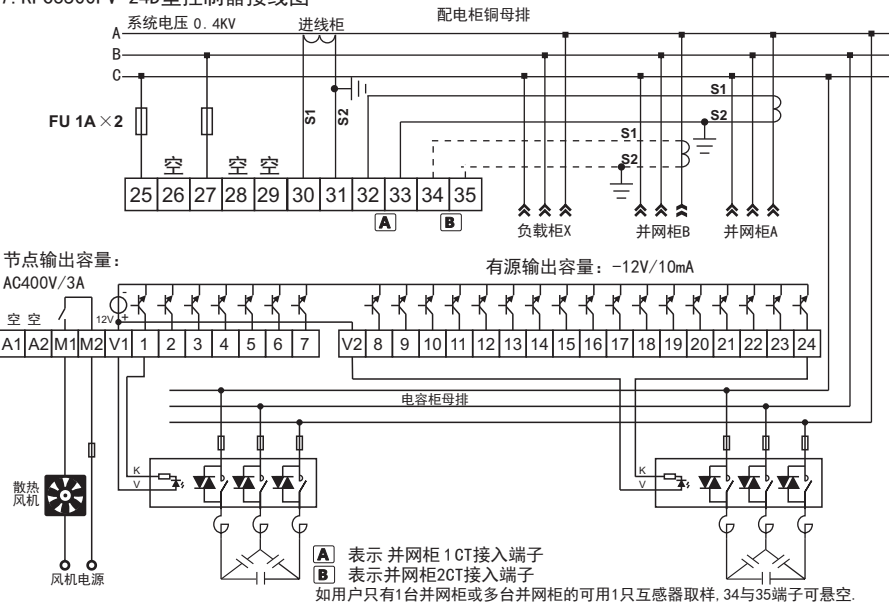 配电柜铜母排
系统电压 0.4KV
进线柜
A
B
C
S1
S2
FU 1A×2
S1
S2
S1
S2
空
空
空
25 26 27 28 29 30 31 32 33 34 35
A
B
负载柜X
并网柜B
并网柜A
节点输出容量：
AC400V/3A
有源输出容量：-12V/10mA
空 空
12V
-
+
A1 A2 M1 M2 V1 1 2 3 4 5 6 7
V2 8 9 10 11 12 13 14 15 16 17 18 19 20 21 22 23 24
电容柜母排
K
V
K
V
散热
风机
风机电源
A 表示 并网柜 1 CT接入端子
B 表示并网柜2CT接入端子
如用户只有1台并网柜或多台并网柜的可用1只互感器取样,34与35端子可悬空.